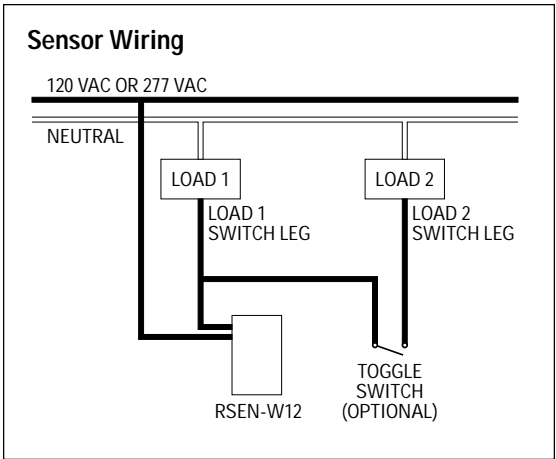 Sensor Wiring
120 VAC OR 277 VAC
NEUTRAL
LOAD 1
LOAD 2
LOAD 1
SWITCH LEG
LOAD 2
SWITCH LEG
RSEN-W12
TOGGLE
SWITCH
(OPTIONAL)